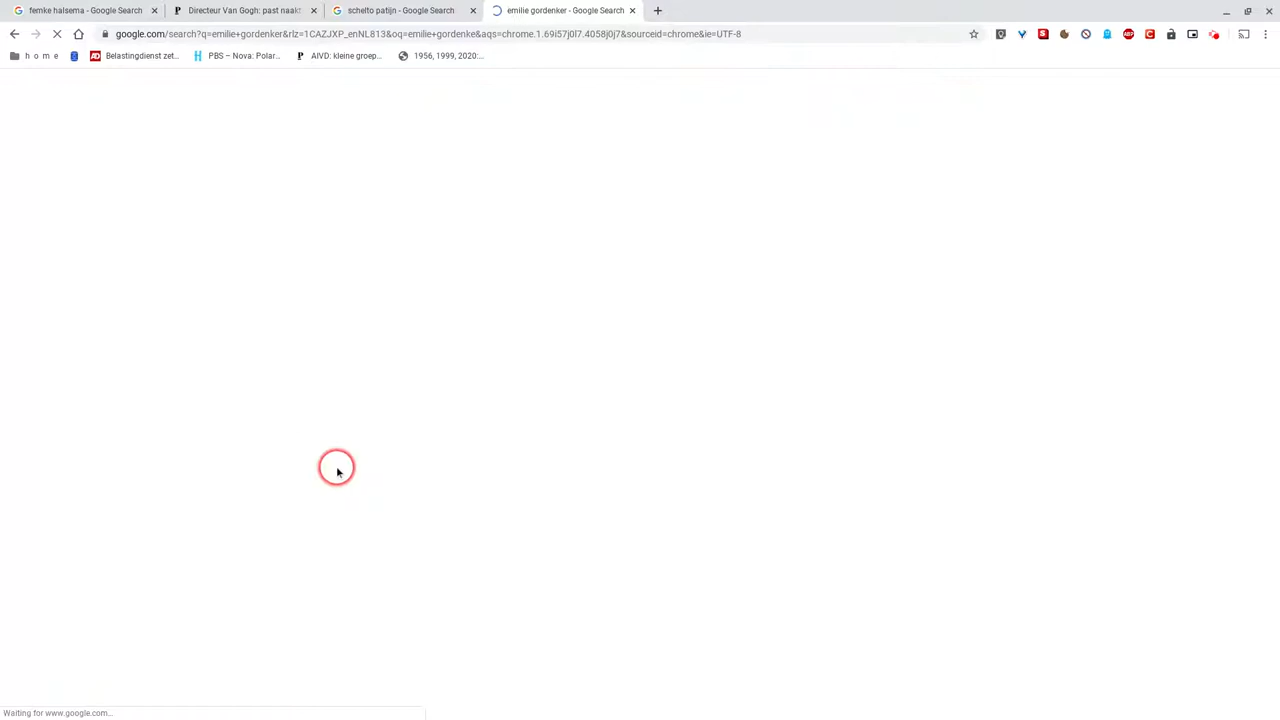 femke halsema - Google Search
Directeur Van Gogh: past naakt
schelto patijn - Google Search
emilie gordenker - Google Search
google.com/search?q=emilie+gordenker&rlz=1CAZJXP_enNL813&oq=emilie+gordenke&aqs=chrome.1.69i57j0l7.4058j0j7&sourceid=chrome&ie=UTF-8
h o m e
Belastingdienst zet...
PBS – Nova: Polar...
AIVD: kleine groep...
1956, 1999, 2020:...
Waiting for www.google.com...